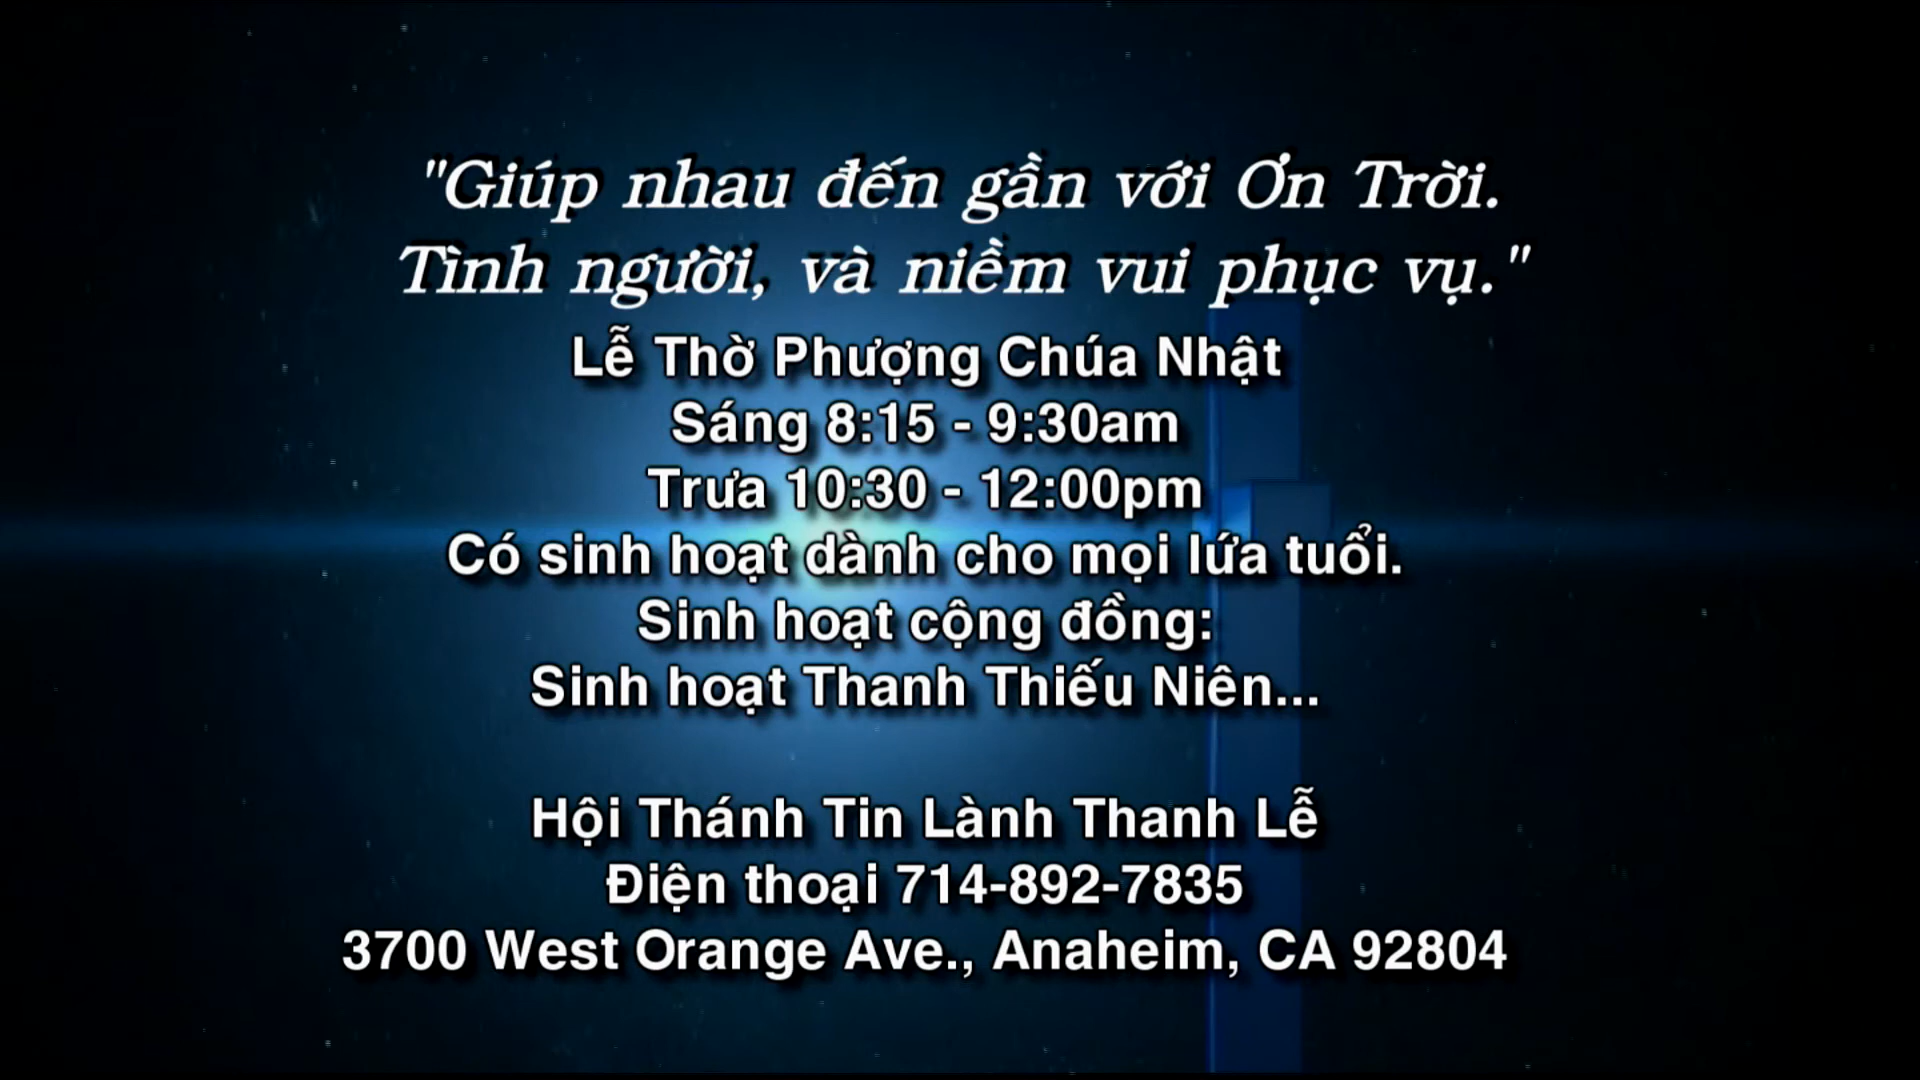 "Giúp nhau đến gần với Ơn Trời.
Tình người, và niềm vui phục vụ."
Lễ Thờ Phượng Chúa Nhật
Sáng 8:15 - 9:30am
Trưa 10:30 - 12:00pm
Có sinh hoạt dành cho mọi lứa tuổi.
Sinh hoạt cộng đồng:
Sinh hoạt Thanh Thiếu Niên...
Hội Thánh Tin Lành Thanh Lễ
Điện thoại 714-892-7835
3700 West Orange Ave., Anaheim, CA 92804